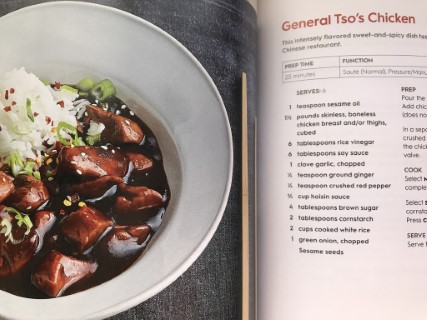 General Tso's Chicken
This intensely flavored sweet-and-spicy dish
Chinese restaurant.
PREP TIME FUNCTION
25 minutes Sauté (Normal), Pressure/Manual
SERVES: 6
1 teaspoon sesame oil
1½ pounds skinless, boneless
chicken breast and/or thighs,
cubed
6 tablespoons rice vinegar
6 tablespoons soy sauce
1 clove garlic, chopped
½ teaspoon ground ginger
½ teaspoon crushed red pepper
cup hoisin sauce
4 tablespoons brown sugar
2 tablespoons cornstarch
2 cups cooked white rice
1 green onion, chopped
Sesame seeds
PREP
Pour the
Add chic
(does no
In a sepa
crushed
the chick
valve.
COOK
Select
comple
Select
cornsta
Press C
SERVE
Serve